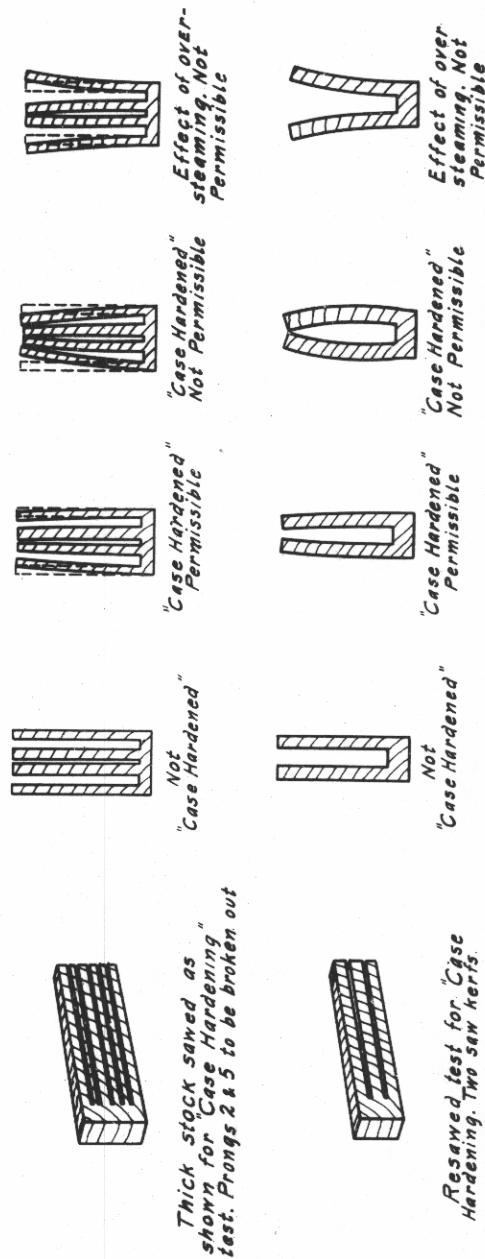 Thick stock sawed as
shown for "Case Hardening"
test. Prongs 2 & 5 to be broken out
Not
"Case Hardened"
"Case Hardened"
Permissible
"Case Hardened"
Not Permissible
Effect of over-
steaming. Not
Permissible
Resawed test for "Case
Hardening. Two saw kerfs.
Not
"Case Hardened"
"Case Hardened"
Permissible
"Case Hardened"
Not Permissible
Effect of over
steaming. Not
Permissible